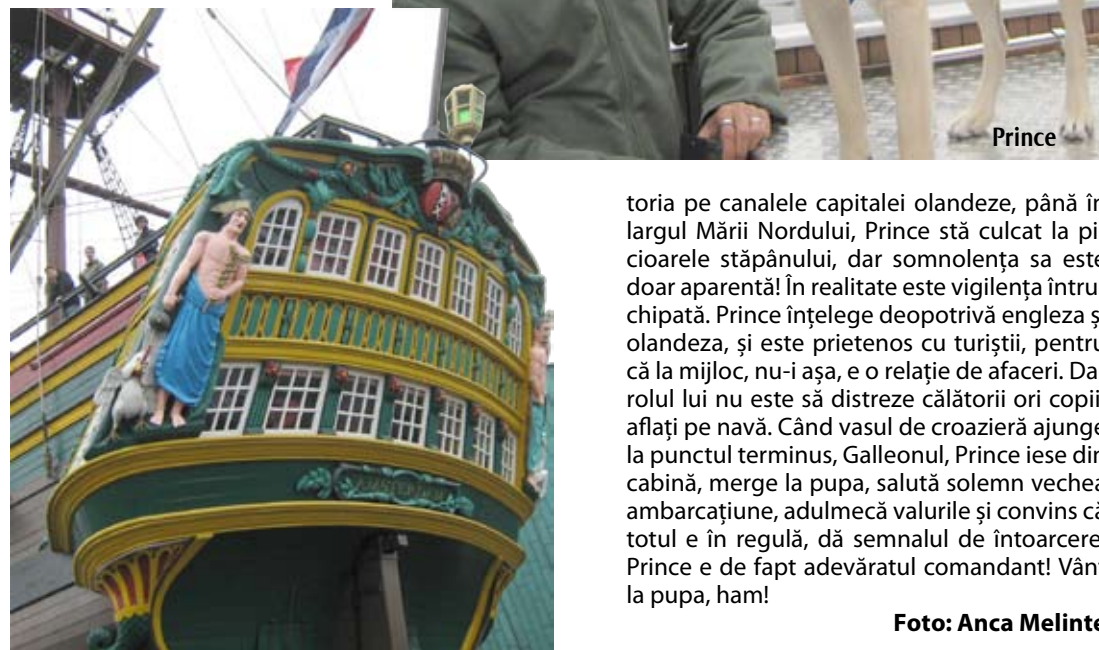 Prince
toria pe canalele capitalei olandeze, până în
largul Mării Nordului, Prince stă culcat la pi
cioarele stăpânului, dar somnolența sa este
doar aparentă! În realitate este vigilența întru
chipată. Prince înțelege deopotrivă engleza și
olandeza, și este prietenos cu turiștii, pentru
că la mijloc, nu-i așa, e o relație de afaceri. Da
rolul lui nu este să distreze călătorii ori copii
aflați pe navă. Când vasul de croazieră ajunge
la punctul terminus, Galleonul, Prince iese din
cabină, merge la pupa, salută solemn vechea
ambarcațiune, adulmecă valurile și convins că
totul e în regulă, dă semnalul de întoarcere
Prince e de fapt adevăratul comandant! Vânt
la pupa, ham!
Foto: Anca Melinte
AMSTERDAM